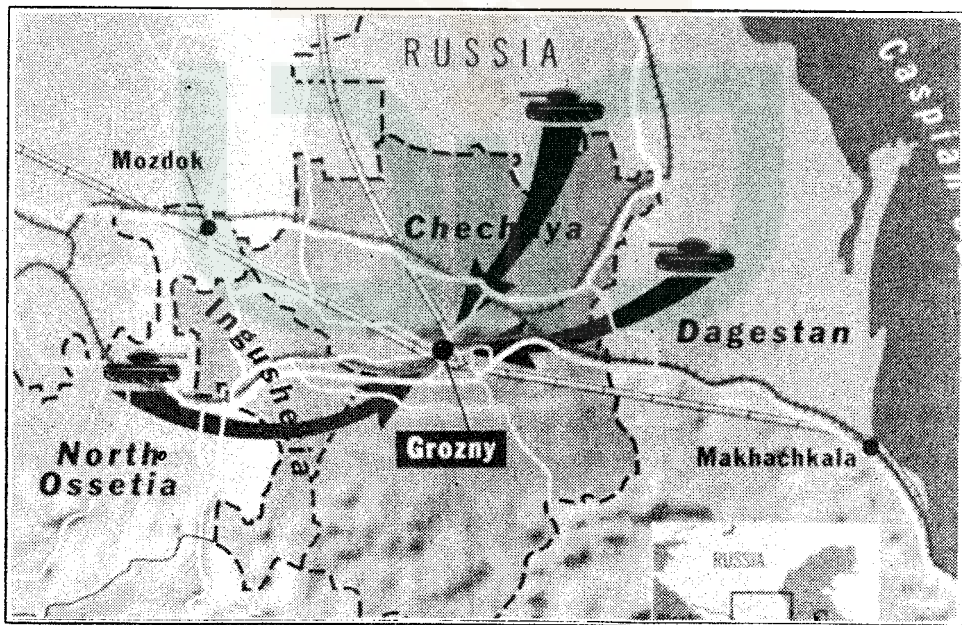 RUSSIA
Caspian
Mozdok
Chechnya
Ingushetia
Dagestan
North
Ossetia
Grozny
Makhachkala
RUSSIA